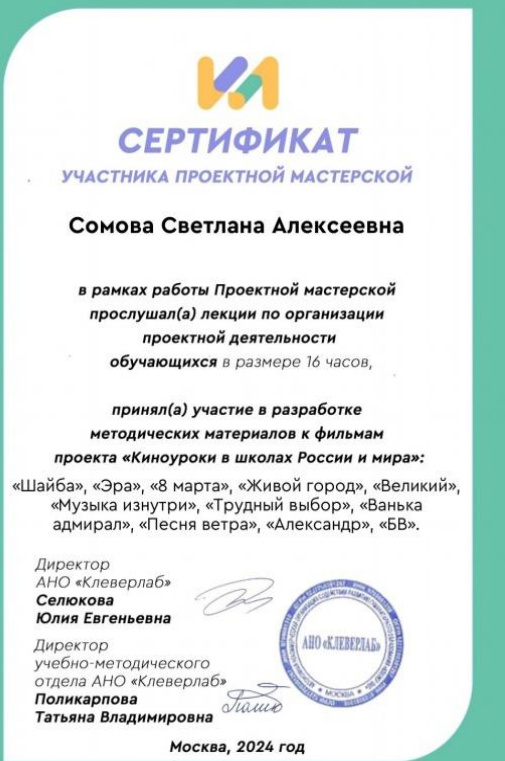 СЕРТИФИКАТ
УЧАСТНИКА ПРОЕКТНОЙ МАСТЕРСКОЙ
Сомова Светлана Алексеевна
в рамках работы Проектной мастерской
прослушал(а) лекции по организации
проектной деятельности
обучающихся в размере 16 часов,
принял(а) участие в разработке
методических материалов к фильмам
проекта «Киноуроки в школах России и мира»:
«Шайба», «Эра», «8 марта», «Живой город», «Великий»,
«Музыка изнутри», «Трудный выбор», «Ванька
адмирал», «Песня ветра», «Александр», «БВ».
Директор
АНО «Клеверлаб»
Селюкова
Юлия Евгеньевна
Директор
учебно-методического
отдела АНО «Клеверлаб»
Поликарпова
Татьяна Владимировна
АНО «КЛЕВЕРЛАБ»
МОСКВА
Москва, 2024 год